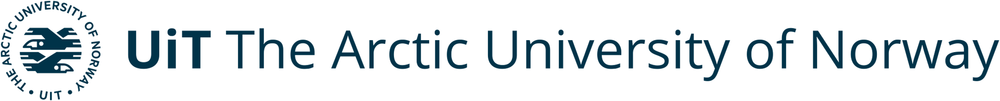 THE ARCTIC UNIVERSITY OF NORWAY
• UIT •
UiT The Arctic University of Norway